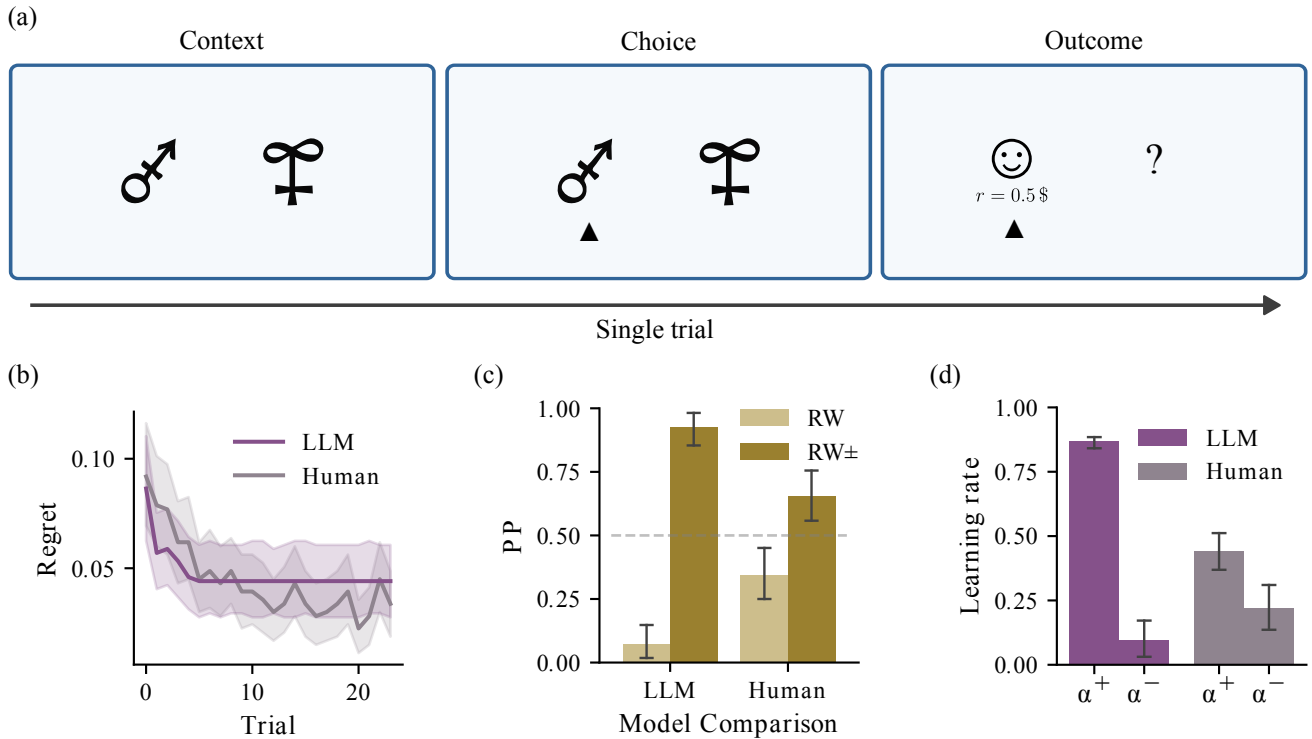 (a)
Context
Choice
Outcome
?
r = 0.5 $
Single trial
(b)
LLM
Human
0.10
0.05
Regret
0
10
20
Trial
(c)
1.00
0.75
0.50
0.25
0.00
PP
RW
RW±
LLM
Human
Model Comparison
(d)
1.00
0.75
0.50
0.25
0.00
Learning rate
LLM
Human
α⁺ α⁻ α⁺ α⁻